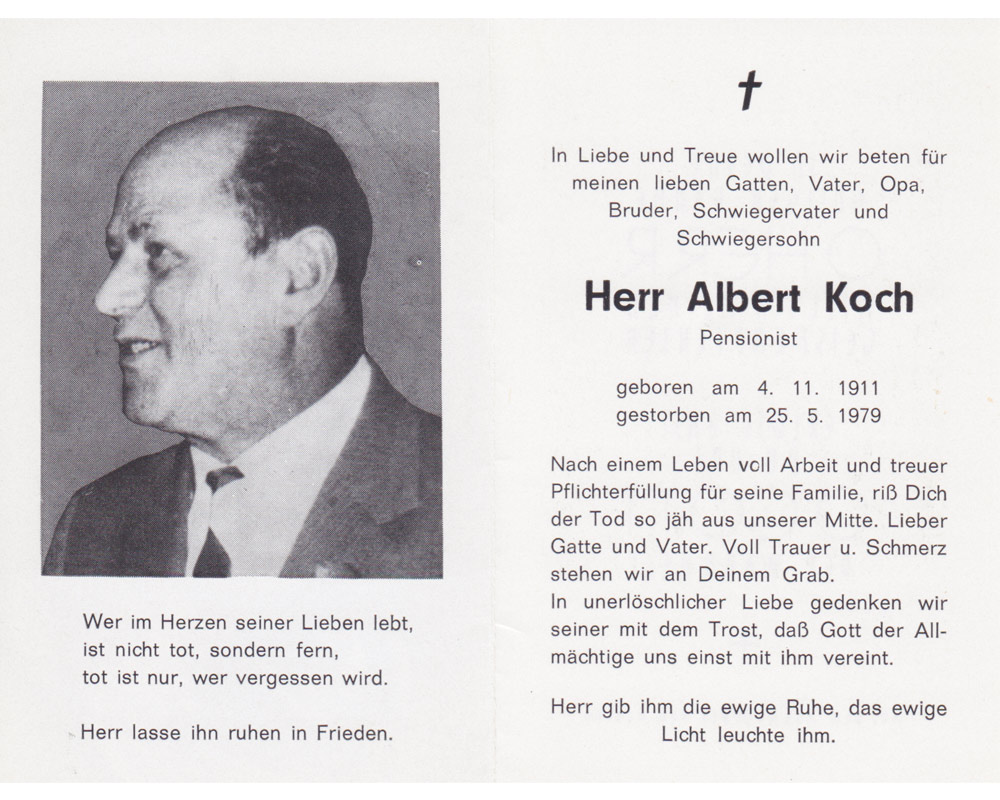 Wer im Herzen seiner Lieben lebt,
ist nicht tot, sondern fern,
tot ist nur, wer vergessen wird.
Herr lasse ihn ruhen in Frieden.
In Liebe und Treue wollen wir beten für
meinen lieben Gatten, Vater, Opa,
Bruder, Schwiegervater und
Schwiegersohn
Herr Albert Koch
Pensionist
geboren am 4. 11. 1911
gestorben am 25. 5. 1979
Nach einem Leben voll Arbeit und treuer
Pflichterfüllung für seine Familie, riß Dich
der Tod so jäh aus unserer Mitte. Lieber
Gatte und Vater. Voll Trauer u. Schmerz
stehen wir an Deinem Grab.
In unerlöschlicher Liebe gedenken wir
seiner mit dem Trost, daß Gott der All-
mächtige uns einst mit ihm vereint.
Herr gib ihm die ewige Ruhe, das ewige
Licht leuchte ihm.